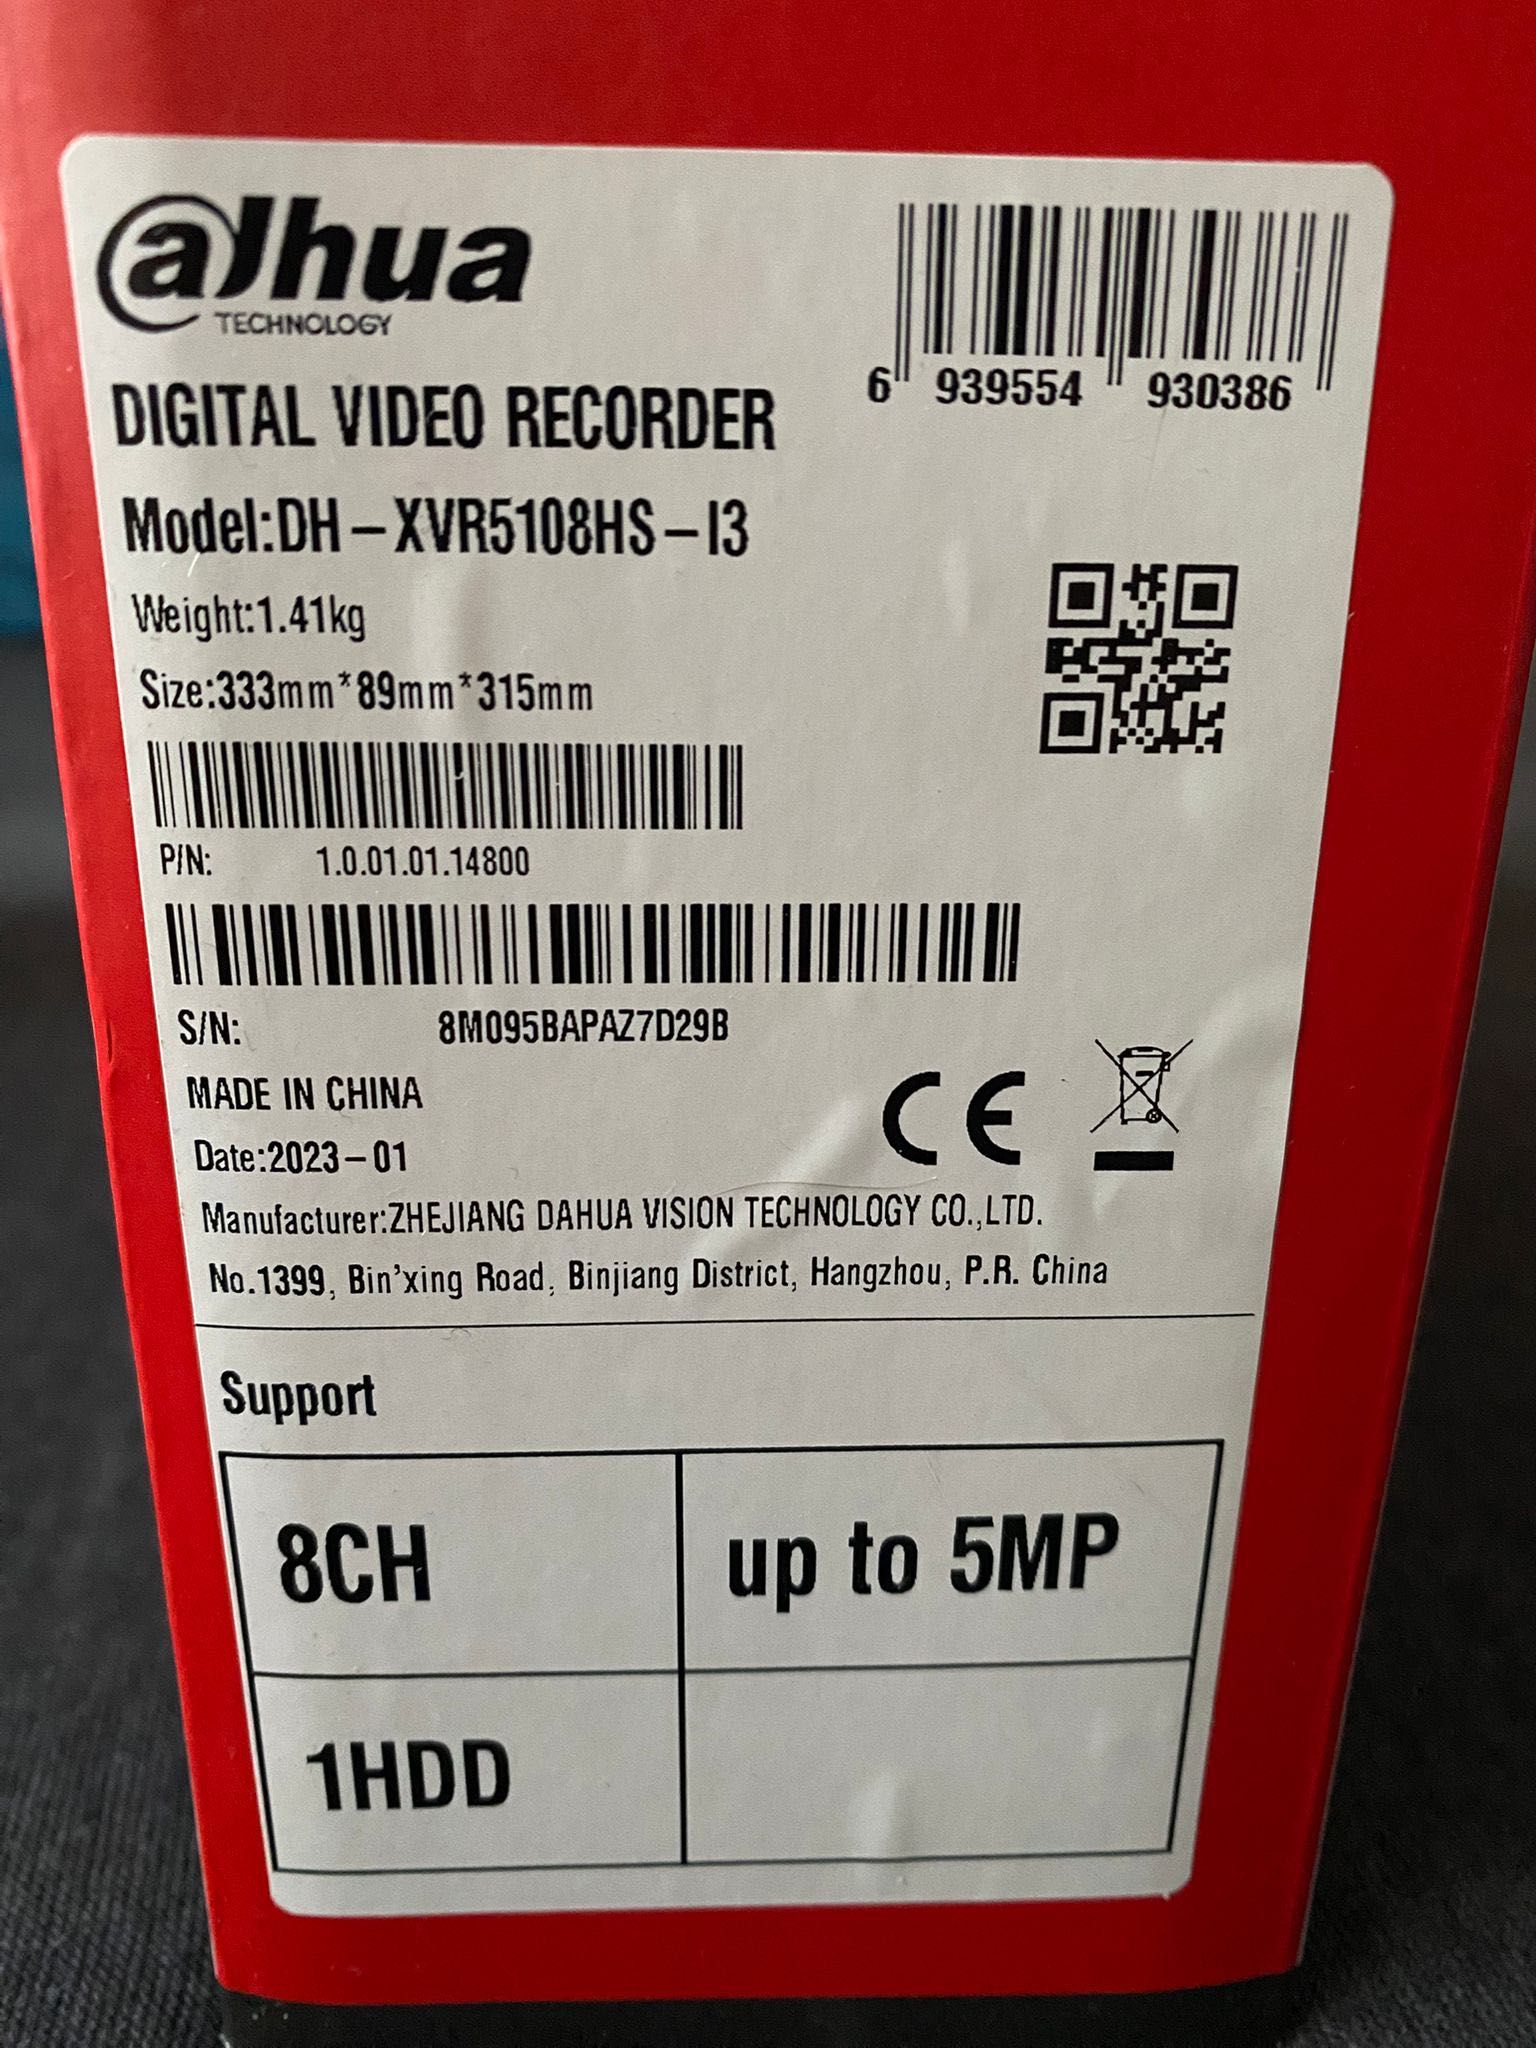 alhua
TECHNOLOGY
6 939554 930386
DIGITAL VIDEO RECORDER
Model:DH-XVR5108HS-I3
Weight:1.41kg
Size:333mm*89mm*315mm
P/N: 1.0.01.01.14800
S/N: 8M095BAPAZ7D29B
MADE IN CHINA
Date:2023-01
CE
Manufacturer:ZHEJIANG DAHUA VISION TECHNOLOGY CO.,LTD.
No.1399, Bin'xing Road, Binjiang District, Hangzhou, P.R. China
Support
8CH up to 5MP
1HDD